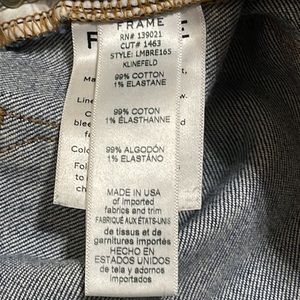 FRAME
RN# 139021
CUT# 1463
STYLE: LMBRE165
KLINEFELD
99% COTTON
1% ELASTANE
99% COTON
1% ÉLASTHANNE
99% ALGODÓN
1% ELASTANO
MADE IN USA
of imported
fabrics and trim
FABRIQUÉ AUX ÉTATS-UNIS
de tissus et de
garnitures importés
HECHO EN
ESTADOS UNIDOS
de tela y adornos
importados